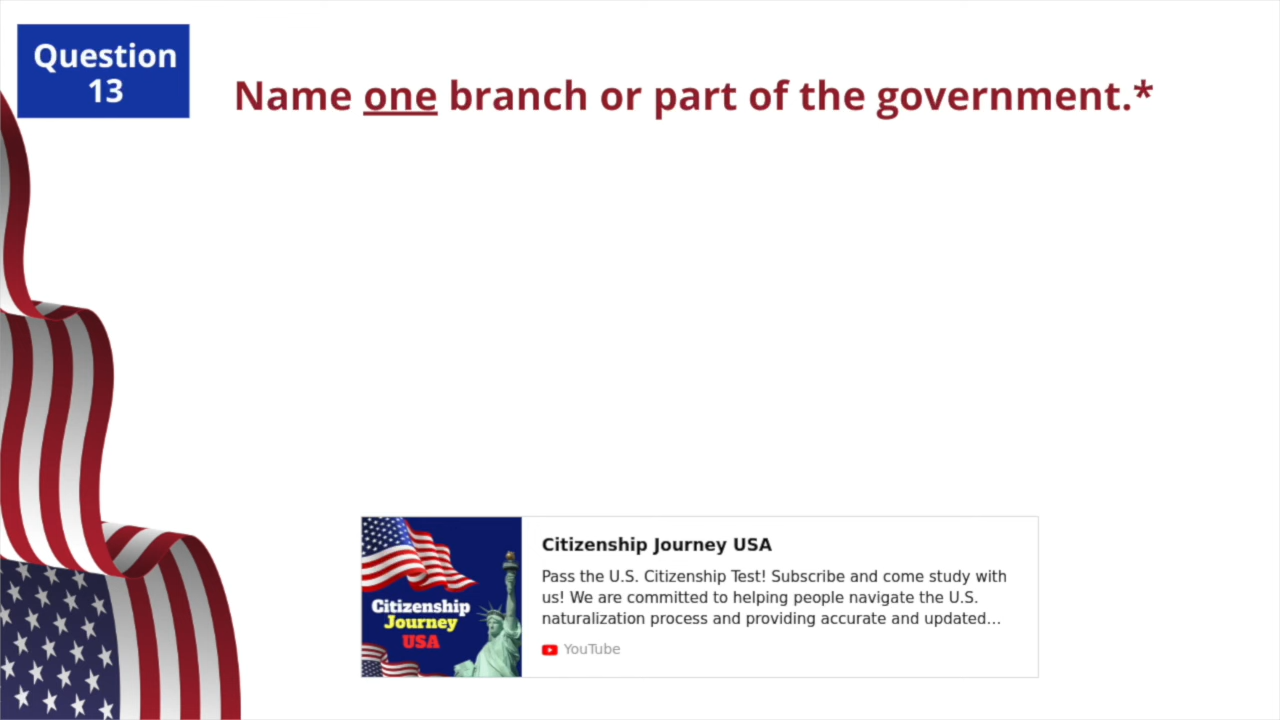 Question
13
Name one branch or part of the government.*
Citizenship
Journey
USA
Citizenship Journey USA
Pass the U.S. Citizenship Test! Subscribe and come study with
us! We are committed to helping people navigate the U.S.
naturalization process and providing accurate and updated...
YouTube